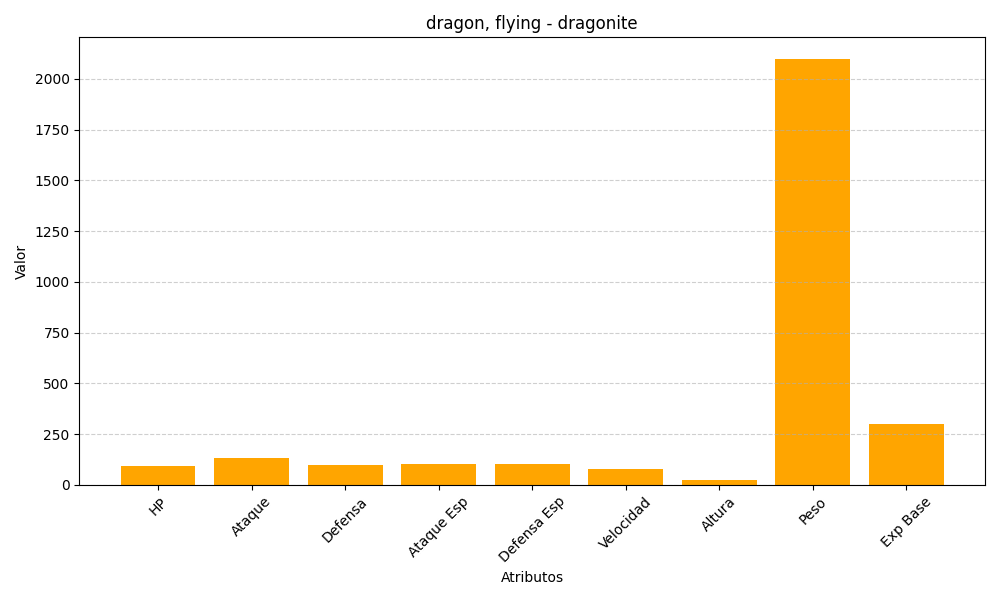 dragon, flying - dragonite
Valor
2000
1750
1500
1250
1000
750
500
250
0
HP
Ataque
Defensa
Ataque Esp
Defensa Esp
Velocidad
Altura
Peso
Exp Base
Atributos